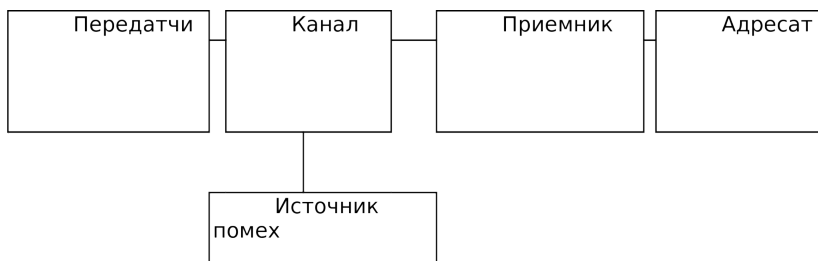 Передатчи
Канал
Приемник
Адресат
Источник
помех